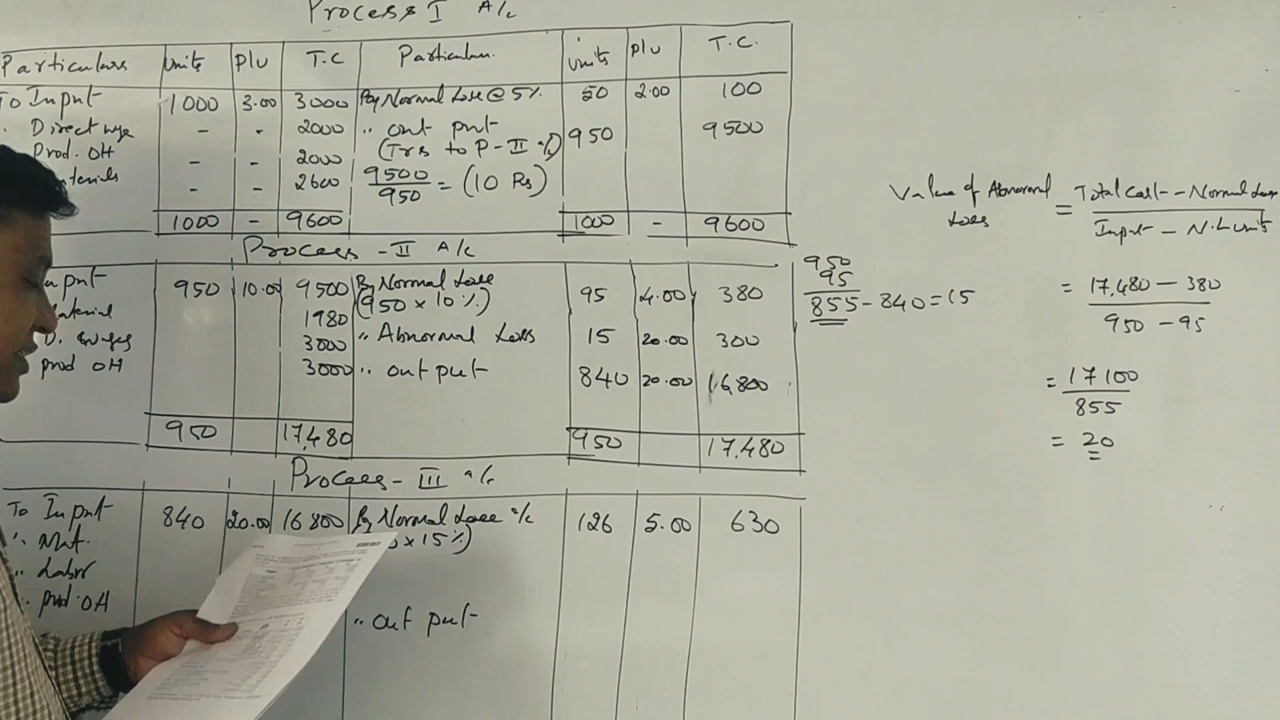 Process I A/c
Particulars Units P/U T.C Particulars Units P/U T.C.
To Input 1000 3.00 3000 By Normal Loss @ 5% 50 2.00 100
Direct - - 2000 " out put 950 9500
Prod. OH - - 2000 (Trs to P-II A/c)
- - 2600 9500/950 = (10 Rs)
1000 - 9600 1000 - 9600
Process - II A/c
950 10.00 9500 By Normal Loss 95 4.00 380
1980 (950 x 10%)
3000 " Abnormal Loss 15 20.00 300
prod OH 3000 " out put 840 20.00 16,800
950 17,480 950 17,480
Process - III A/c
To Input 840 20.00 16800 By Normal Loss A/c 126 5.00 630
" Mat. x 15%)
" Labr
prod. OH
" out put
950
95
855 - 840 = 15
Value of Abnormal Loss = Total Cost - Normal Loss
Input - N.L Units
= 17,480 - 380
950 - 95
= 17100
855
= 20